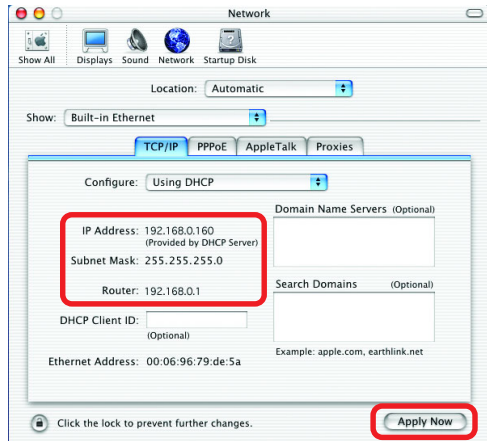 Network
Show All Displays Sound Network Startup Disk
Location: Automatic
Show: Built-in Ethernet
TCP/IP PPPoE AppleTalk Proxies
Configure: Using DHCP
Domain Name Servers (Optional)
IP Address: 192.168.0.160
(Provided by DHCP Server)
Subnet Mask: 255.255.255.0
Router: 192.168.0.1
Search Domains (Optional)
DHCP Client ID:
(Optional)
Example: apple.com, earthlink.net
Ethernet Address: 00:06:96:79:de:5a
Click the lock to prevent further changes.
Apply Now